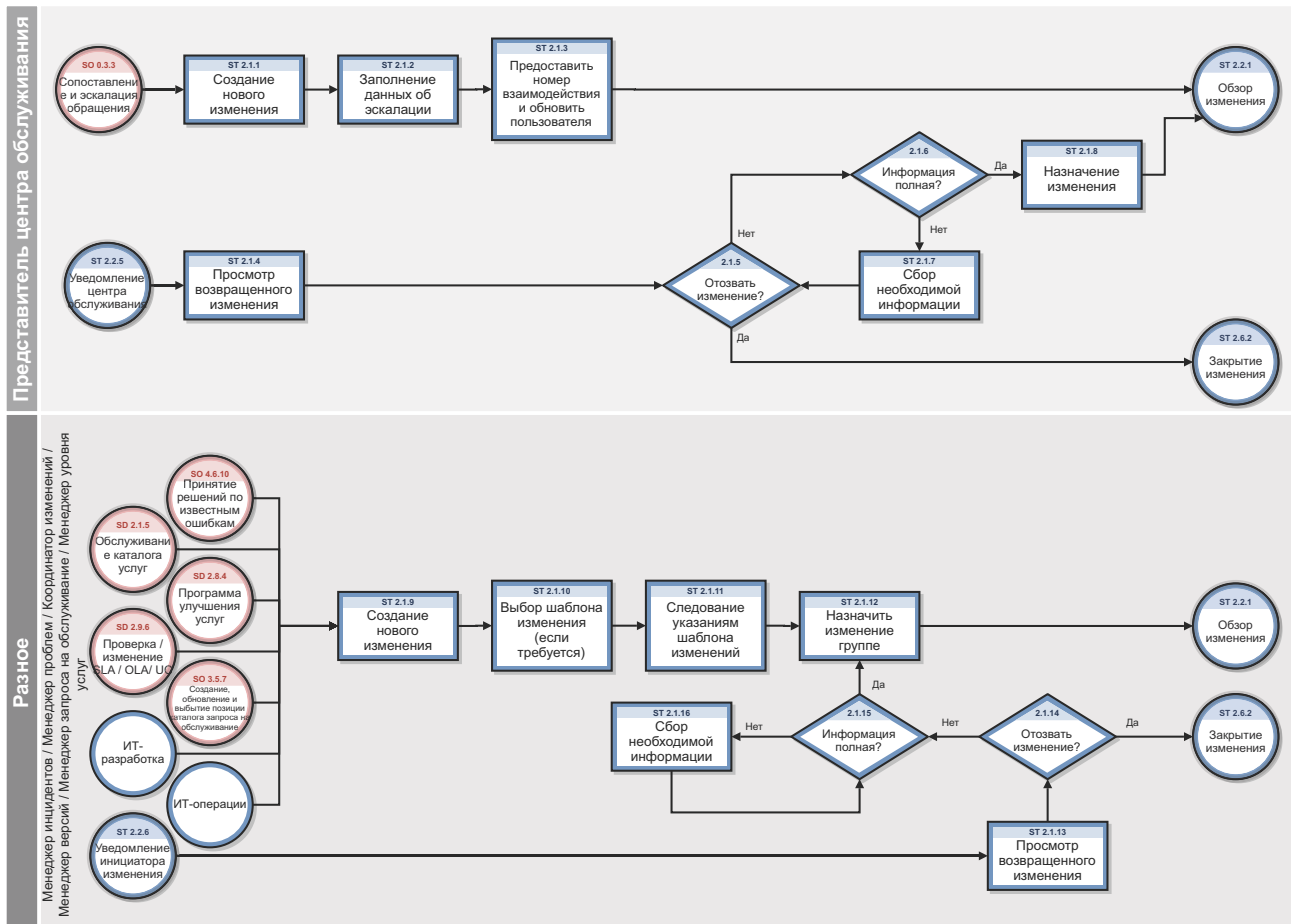 Представитель центра обслуживания
SO 0.3.3
Сопоставлени
е и эскалация
обращения
ST 2.1.1
Создание
нового
изменения
ST 2.1.2
Заполнение
данных об
эскалации
ST 2.1.3
Предоставить
номер
взаимодействия
и обновить
пользователя
ST 2.2.1
Обзор
изменения
2.1.6
Информация
полная?
Да
ST 2.1.8
Назначение
изменения
Нет
Нет
ST 2.2.5
Уведомление
центра
обслуживания
ST 2.1.4
Просмотр
возвращенного
изменения
2.1.5
Отозвать
изменение?
ST 2.1.7
Сбор
необходимой
информации
Да
ST 2.6.2
Закрытие
изменения
Разное
Менеджер инцидентов / Менеджер проблем / Координатор изменений /
Менеджер версий / Менеджер запроса на обслуживание / Менеджер уровня
услуг
SO 4.6.10
Принятие
решений по
известным
ошибкам
SD 2.1.5
Обслуживани
е каталога
услуг
SD 2.8.4
Программа
улучшения
услуг
SD 2.9.6
Проверка /
изменение
SLA / OLA/ UC
SO 3.5.7
Создание,
обновление и
выбытие позиции
каталога запроса на
обслуживание
ИТ-
разработка
ИТ-операции
ST 2.2.6
Уведомление
инициатора
изменения
ST 2.1.9
Создание
нового
изменения
ST 2.1.10
Выбор шаблона
изменения
(если
требуется)
ST 2.1.11
Следование
указаниям
шаблона
изменений
ST 2.1.12
Назначить
изменение
группе
ST 2.2.1
Обзор
изменения
Да
ST 2.1.16
Сбор
необходимой
информации
Нет
2.1.15
Информация
полная?
Нет
2.1.14
Отозвать
изменение?
Да
ST 2.6.2
Закрытие
изменения
ST 2.1.13
Просмотр
возвращенного
изменения